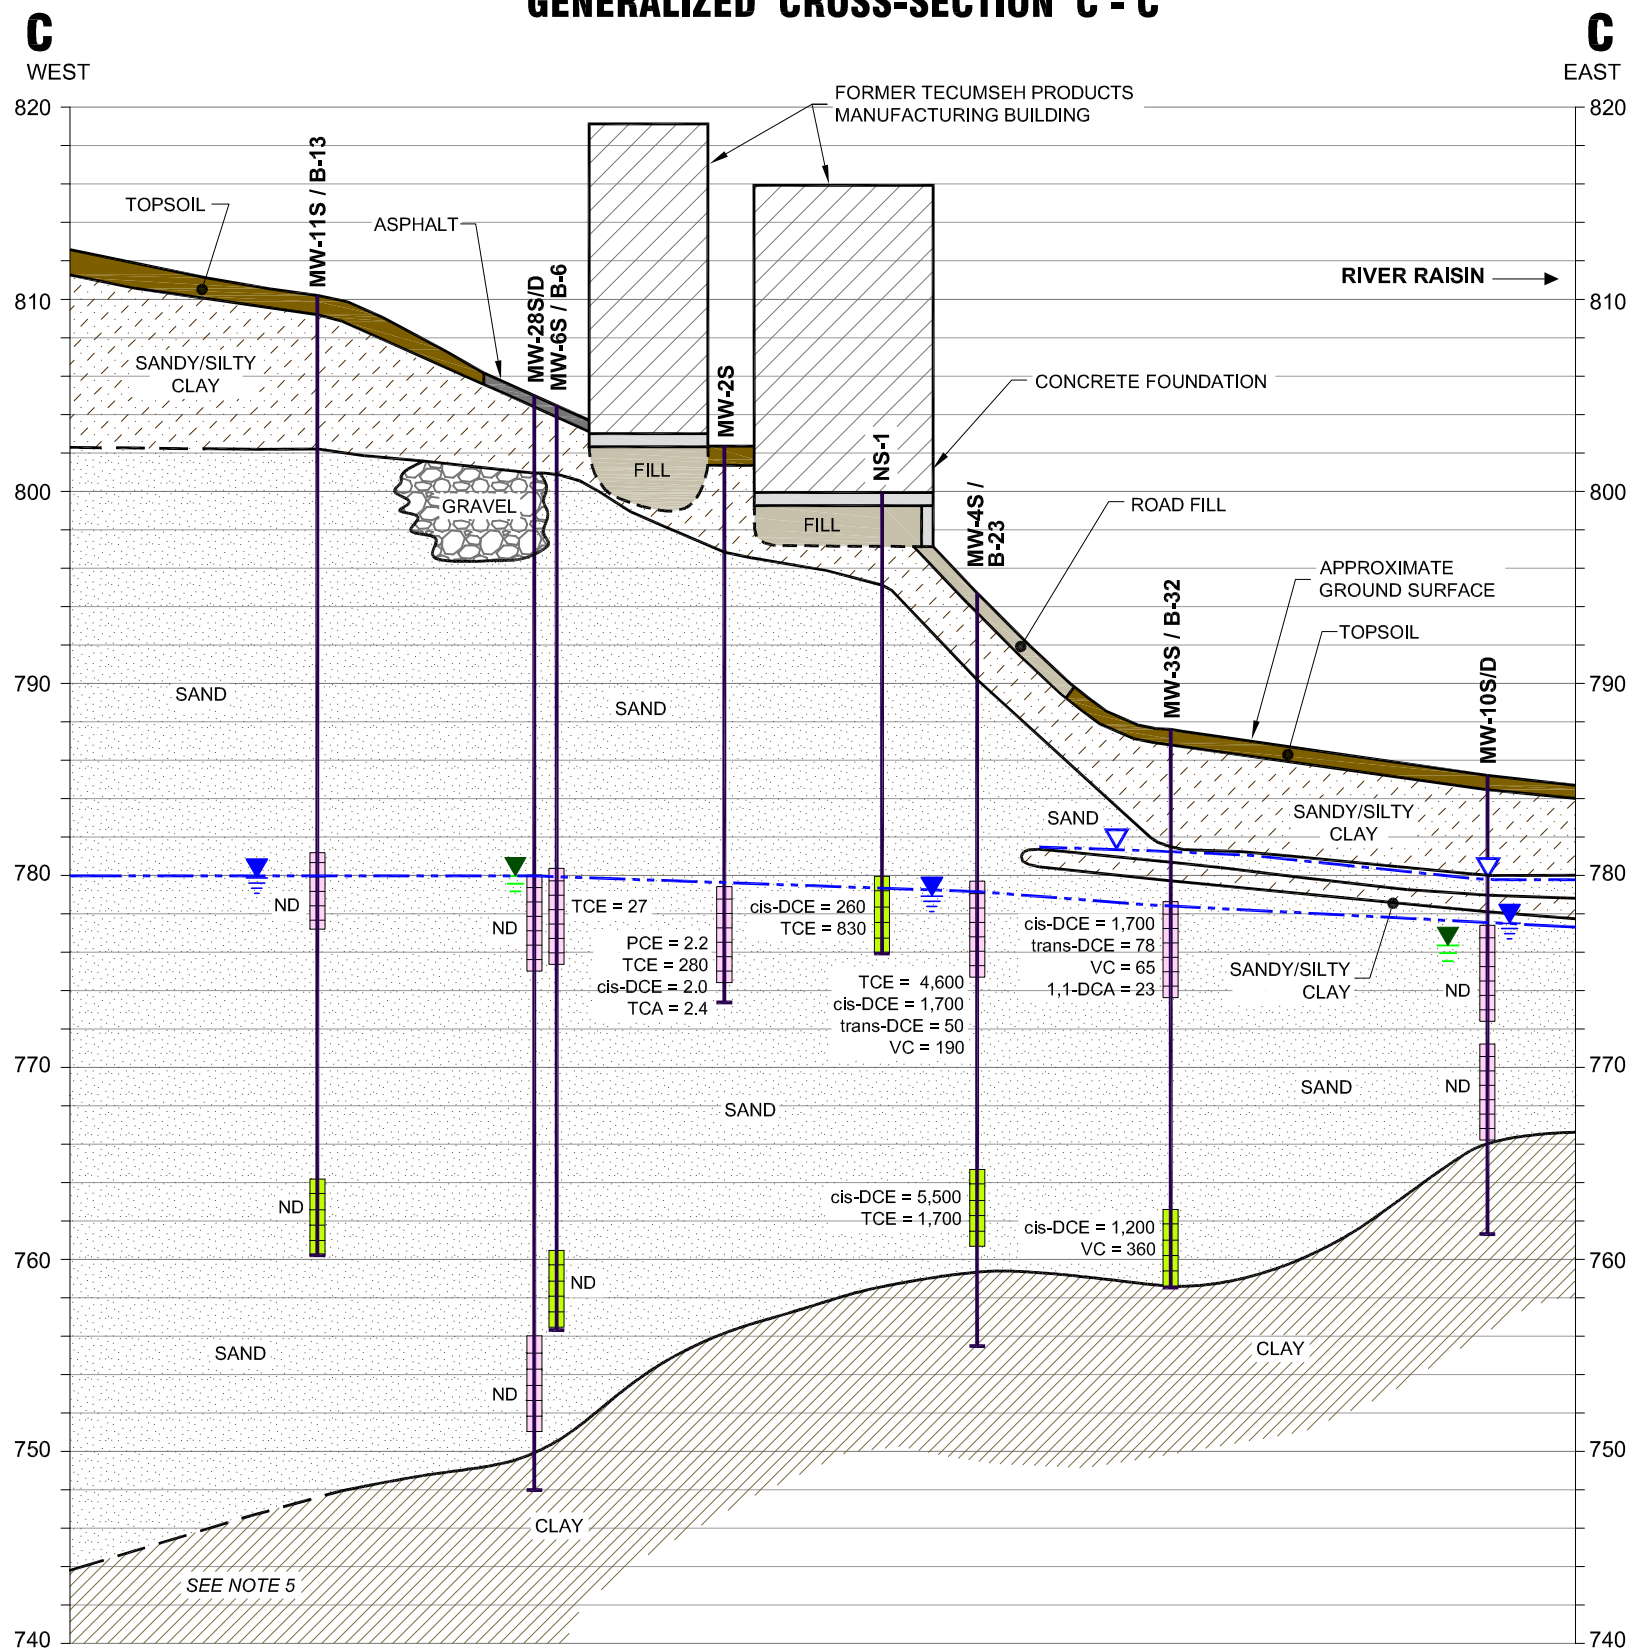 GENERALIZED CROSS-SECTION C - C
C
C
WEST
EAST
820
820
FORMER TECUMSEH PRODUCTS
MANUFACTURING BUILDING
TOPSOIL
ASPHALT
MW-11S / B-13
MW-28S/D
MW-6S / B-6
RIVER RAISIN
810
810
SANDY/SILTY
CLAY
MW-2S
CONCRETE FOUNDATION
NS-1
MW-4S /
B-23
FILL
GRAVEL
800
800
FILL
ROAD FILL
APPROXIMATE
GROUND SURFACE
TOPSOIL
MW-3S / B-32
MW-10S/D
790
790
SAND
SAND
SAND
SANDY/SILTY
CLAY
780
780
ND
ND
TCE = 27
PCE = 2.2
TCE = 280
cis-DCE = 2.0
TCA = 2.4
cis-DCE = 260
TCE = 830
TCE = 4,600
cis-DCE = 1,700
trans-DCE = 50
VC = 190
cis-DCE = 1,700
trans-DCE = 78
VC = 65
1,1-DCA = 23
SANDY/SILTY
CLAY
ND
770
770
SAND
SAND
ND
ND
cis-DCE = 5,500
TCE = 1,700
cis-DCE = 1,200
VC = 360
760
760
ND
SAND
CLAY
ND
750
750
CLAY
SEE NOTE 5
740
740